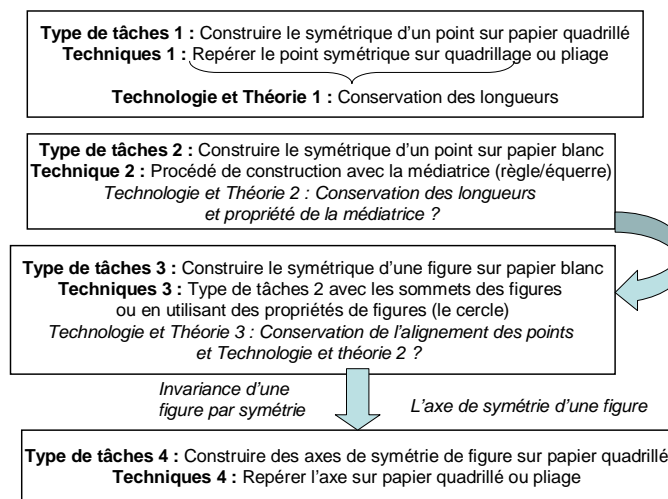 Type de tâches 1 : Construire le symétrique d'un point sur papier quadrillé
Techniques 1 : Repérer le point symétrique sur quadrillage ou pliage
Technologie et Théorie 1 : Conservation des longueurs
Type de tâches 2 : Construire le symétrique d'un point sur papier blanc
Technique 2 : Procédé de construction avec la médiatrice (règle/équerre)
Technologie et Théorie 2 : Conservation des longueurs
et propriété de la médiatrice ?
Type de tâches 3 : Construire le symétrique d'une figure sur papier blanc
Techniques 3 : Type de tâches 2 avec les sommets des figures
ou en utilisant des propriétés de figures (le cercle)
Technologie et Théorie 3 : Conservation de l'alignement des points
et Technologie et théorie 2 ?
Invariance d'une
figure par symétrie
L'axe de symétrie d'une figure
Type de tâches 4 : Construire des axes de symétrie de figure sur papier quadrillé
Techniques 4 : Repérer l'axe sur papier quadrillé ou pliage